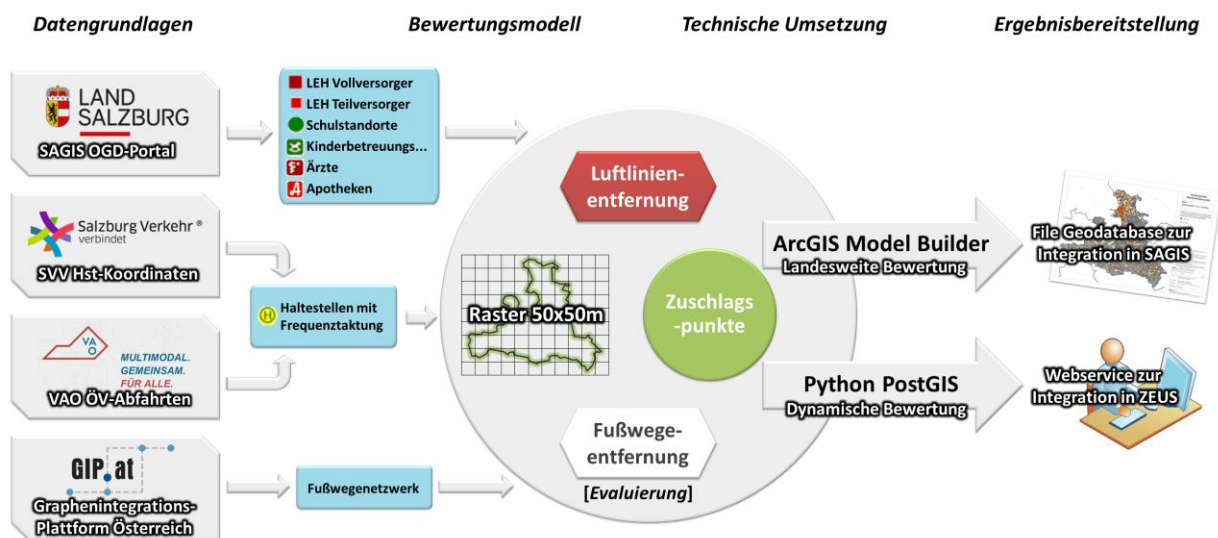 Datengrundlagen
Bewertungsmodell
Technische Umsetzung
Ergebnisbereitstellung
LAND
SALZBURG
SAGIS OGD-Portal
LEH Vollversorger
LEH Teilversorger
Schulstandorte
Kinderbetreuungs...
Ärzte
Apotheken
Salzburg Verkehr®
verbindet
SVV Hst-Koordinaten
VAO
MULTIMODAL.
GEMEINSAM.
FÜR ALLE.
VAO ÖV-Abfahrten
H
Haltestellen mit
Frequenztaktung
GIP.at
Graphenintegrations-
Plattform Österreich
Fußwegenetzwerk
Raster 50x50m
Luftlinien-
entfernung
Zuschlags
-punkte
Fußwege-
entfernung
[Evaluierung]
ArcGIS Model Builder
Landesweite Bewertung
Python PostGIS
Dynamische Bewertung
File Geodatabase zur
Integration in SAGIS
Webservice zur
Integration in ZEUS